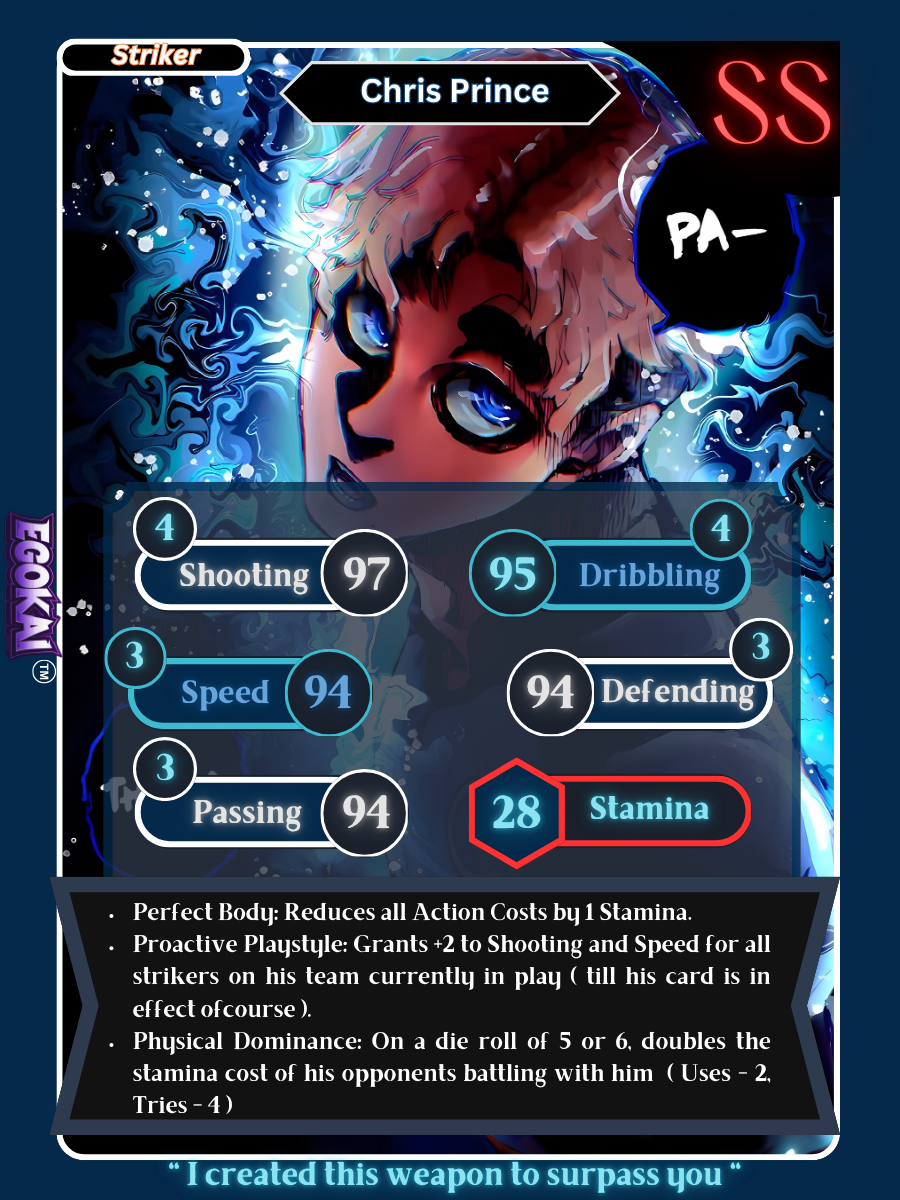 Striker
Chris Prince
SS
PA-
4
Shooting 97
4
95 Dribbling
3
Speed 94
3
94 Defending
3
Passing 94
28 Stamina
EGOKAI
TM
• Perfect Body: Reduces all Action Costs by 1 Stamina.
• Proactive Playstyle: Grants +2 to Shooting and Speed for all
strikers on his team currently in play ( till his card is in
effect ofcourse ).
• Physical Dominance: On a die roll of 5 or 6, doubles the
stamina cost of his opponents battling with him ( Uses - 2,
Tries - 4 )
“ I created this weapon to surpass you “